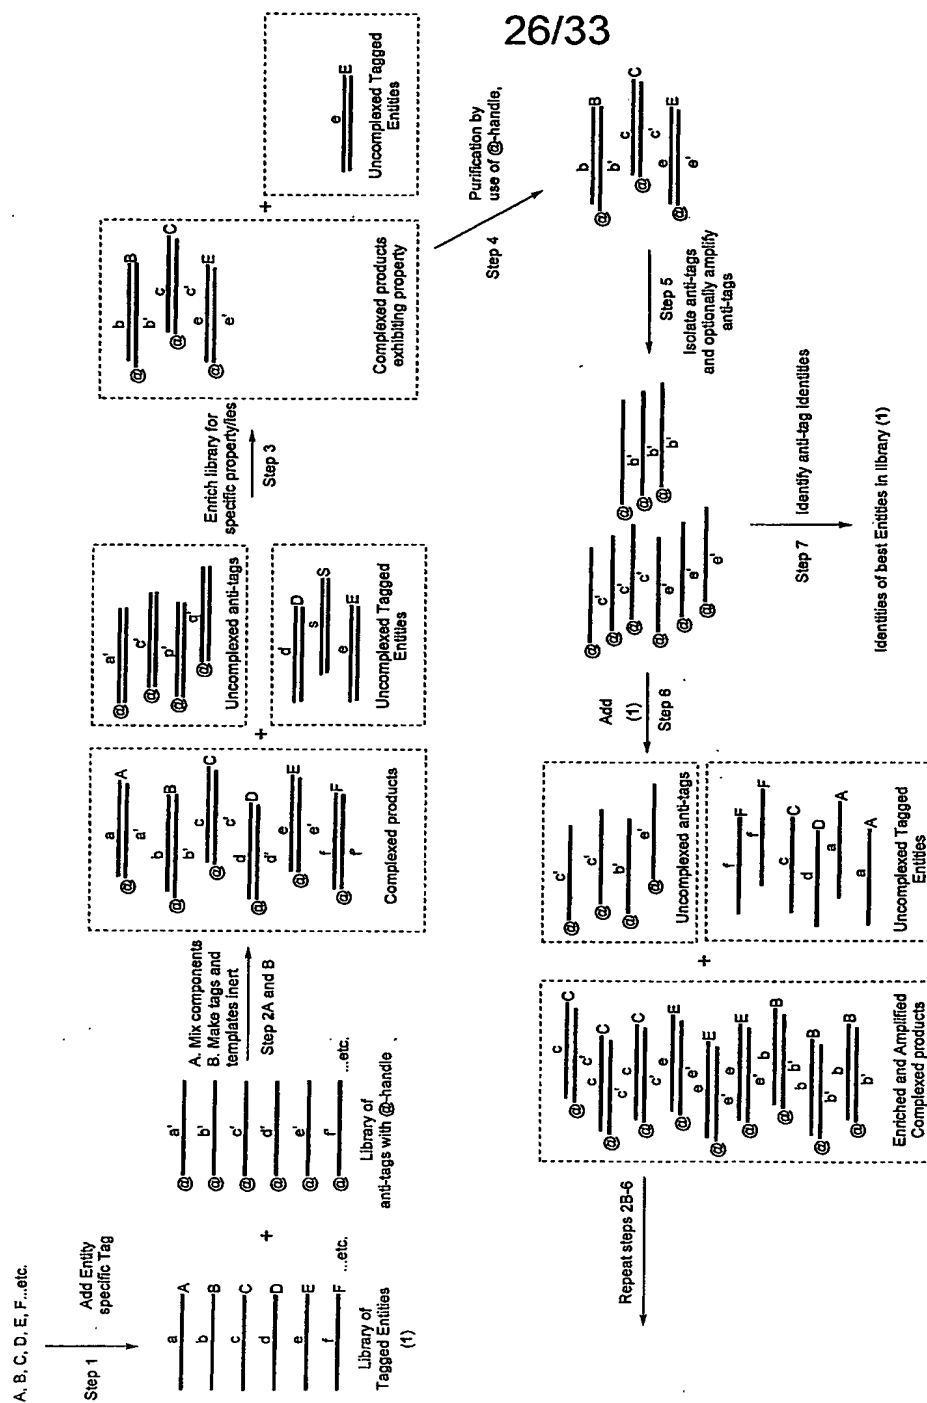 26/33
A, B, C, D, E, F...etc.
Step 1
Add Entity
specific Tag
a
A
b
B
c
C
d
D
e
E
f
F
...etc.
Library of
Tagged Entities
(1)
+
@
a'
@
b'
@
c'
@
d'
@
e'
@
f'
...etc.
Library of
anti-tags with @-handle
A. Mix components
B. Make tags and
templates inert
Step 2A and B
a
A
@
a'
b
B
@
b'
c
C
@
c'
d
D
@
d'
e
E
@
e'
f
F
@
f'
Complexed products
+
a'
@
c'
@
p'
@
q'
@
Uncomplexed anti-tags
d
D
s
S
e
E
Uncomplexed Tagged
Entities
Enrich library for
specific property/ies
Step 3
b
B
@
b'
c
C
@
c'
e
E
@
e'
Complexed products
exhibiting property
+
e
E
Uncomplexed Tagged
Entities
Step 4
Purification by
use of @-handle,
b
B
@
b'
c
C
@
c'
e
E
@
e'
Step 5
Isolate anti-tags
and optionally amplify
anti-tags
@
b'
@
b'
@
b'
@
c'
@
c'
@
c'
@
e'
@
e'
@
e'
Step 7
Identify anti-tag identities
Identities of best Entities in library (1)
Add
(1)
Step 6
c'
@
c'
@
b'
@
e'
@
Uncomplexed anti-tags
f
F
f
F
c
C
d
D
a
A
a
A
Uncomplexed Tagged
Entities
+
c
C
@
c'
c
C
@
c'
c
C
@
c'
e
E
@
e'
e
E
@
e'
e
E
@
e'
b
B
@
b'
b
B
@
b'
b
B
@
b'
Enriched and Amplified
Complexed products
Repeat steps 2B-6